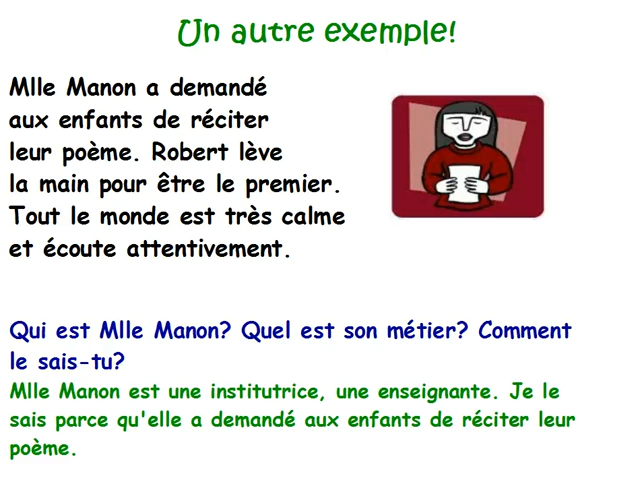 Un autre exemple!
Mlle Manon a demandé
aux enfants de réciter
leur poème. Robert lève
la main pour être le premier.
Tout le monde est très calme
et écoute attentivement.
Qui est Mlle Manon? Quel est son métier? Comment
le sais-tu?
Mlle Manon est une institutrice, une enseignante. Je le
sais parce qu'elle a demandé aux enfants de réciter leur
poème.